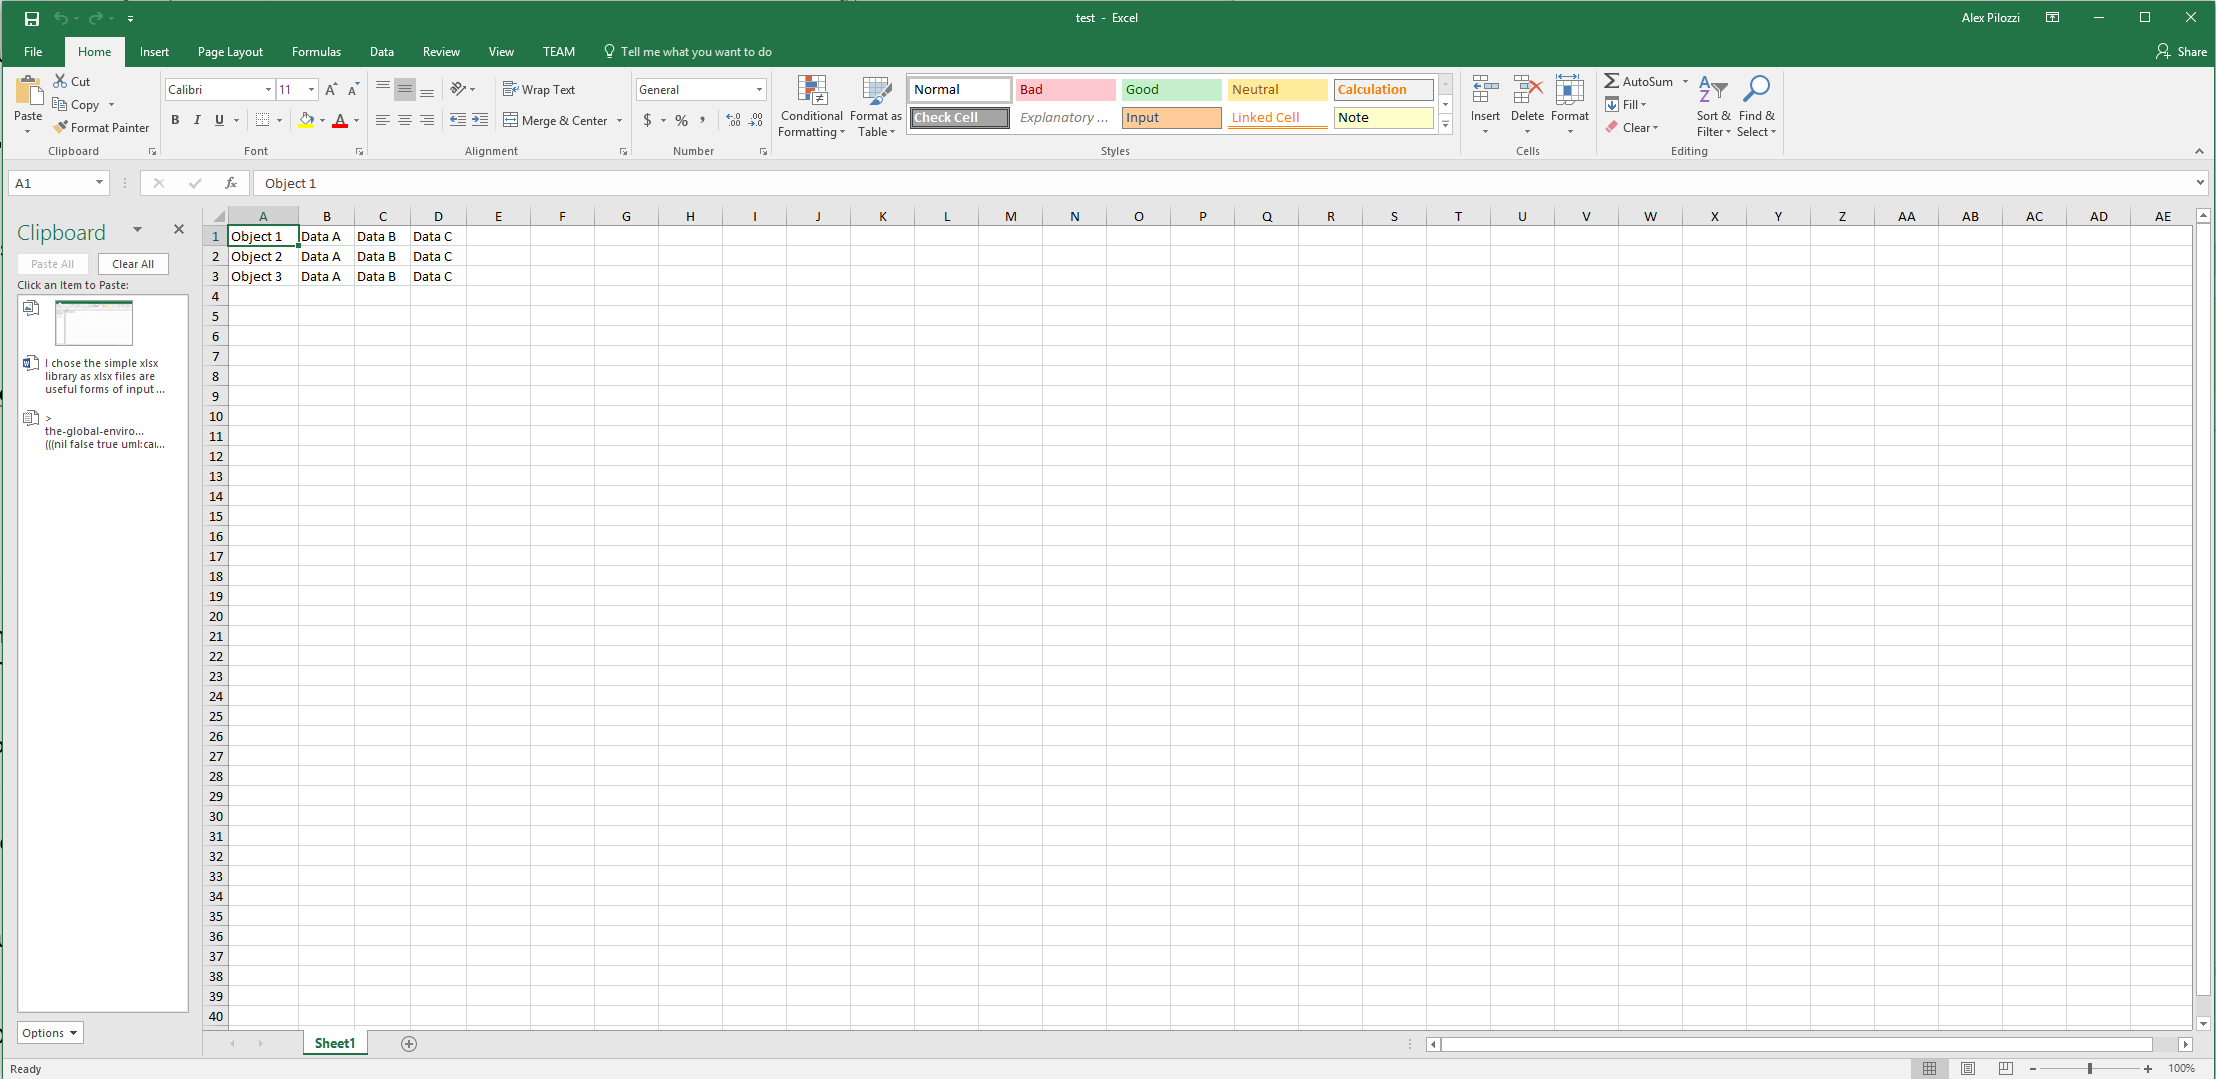 test - Excel
Alex Pilozzi
File Home Insert Page Layout Formulas Data Review View TEAM Tell me what you want to do Share
Paste
Cut
Copy
Format Painter
Clipboard
Calibri 11
B I U
Font
Wrap Text
Merge & Center
Alignment
General
$ % ,
Number
Conditional Formatting
Format as Table
Normal Bad Good Neutral Calculation
Check Cell Explanatory ... Input Linked Cell Note
Styles
Insert Delete Format
Cells
AutoSum
Fill
Clear
Sort & Filter
Find & Select
Editing
A1 fx Object 1
Clipboard
Paste All Clear All
Click an Item to Paste:
I chose the simple xlsx
library as xlsx files are
useful forms of input ...
>
the-global-enviro...
(((nil false true uml:car...
Options
A B C D E F G H I J K L M N O P Q R S T U V W X Y Z AA AB AC AD AE
1 Object 1 Data A Data B Data C
2 Object 2 Data A Data B Data C
3 Object 3 Data A Data B Data C
4
5
6
7
8
9
10
11
12
13
14
15
16
17
18
19
20
21
22
23
24
25
26
27
28
29
30
31
32
33
34
35
36
37
38
39
40
Sheet1
Ready
100%